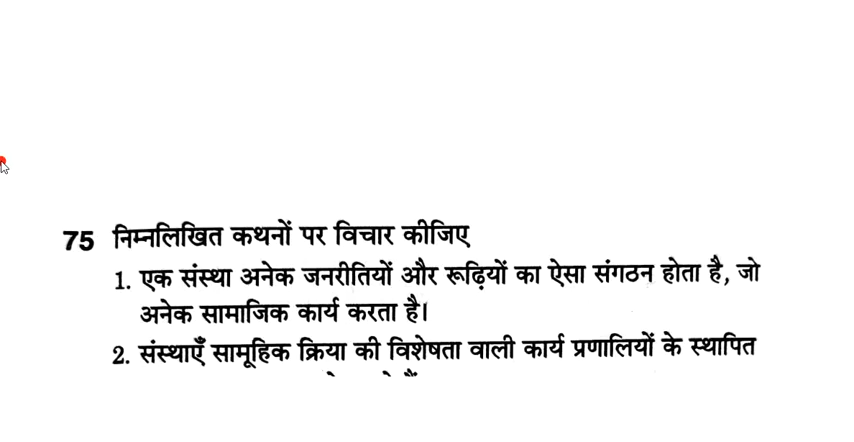 75 निम्नलिखित कथनों पर विचार कीजिए
1. एक संस्था अनेक जनरीतियों और रूढ़ियों का ऐसा संगठन होता है, जो
अनेक सामाजिक कार्य करता है।
2. संस्थाएँ सामूहिक क्रिया की विशेषता वाली कार्य प्रणालियों के स्थापित